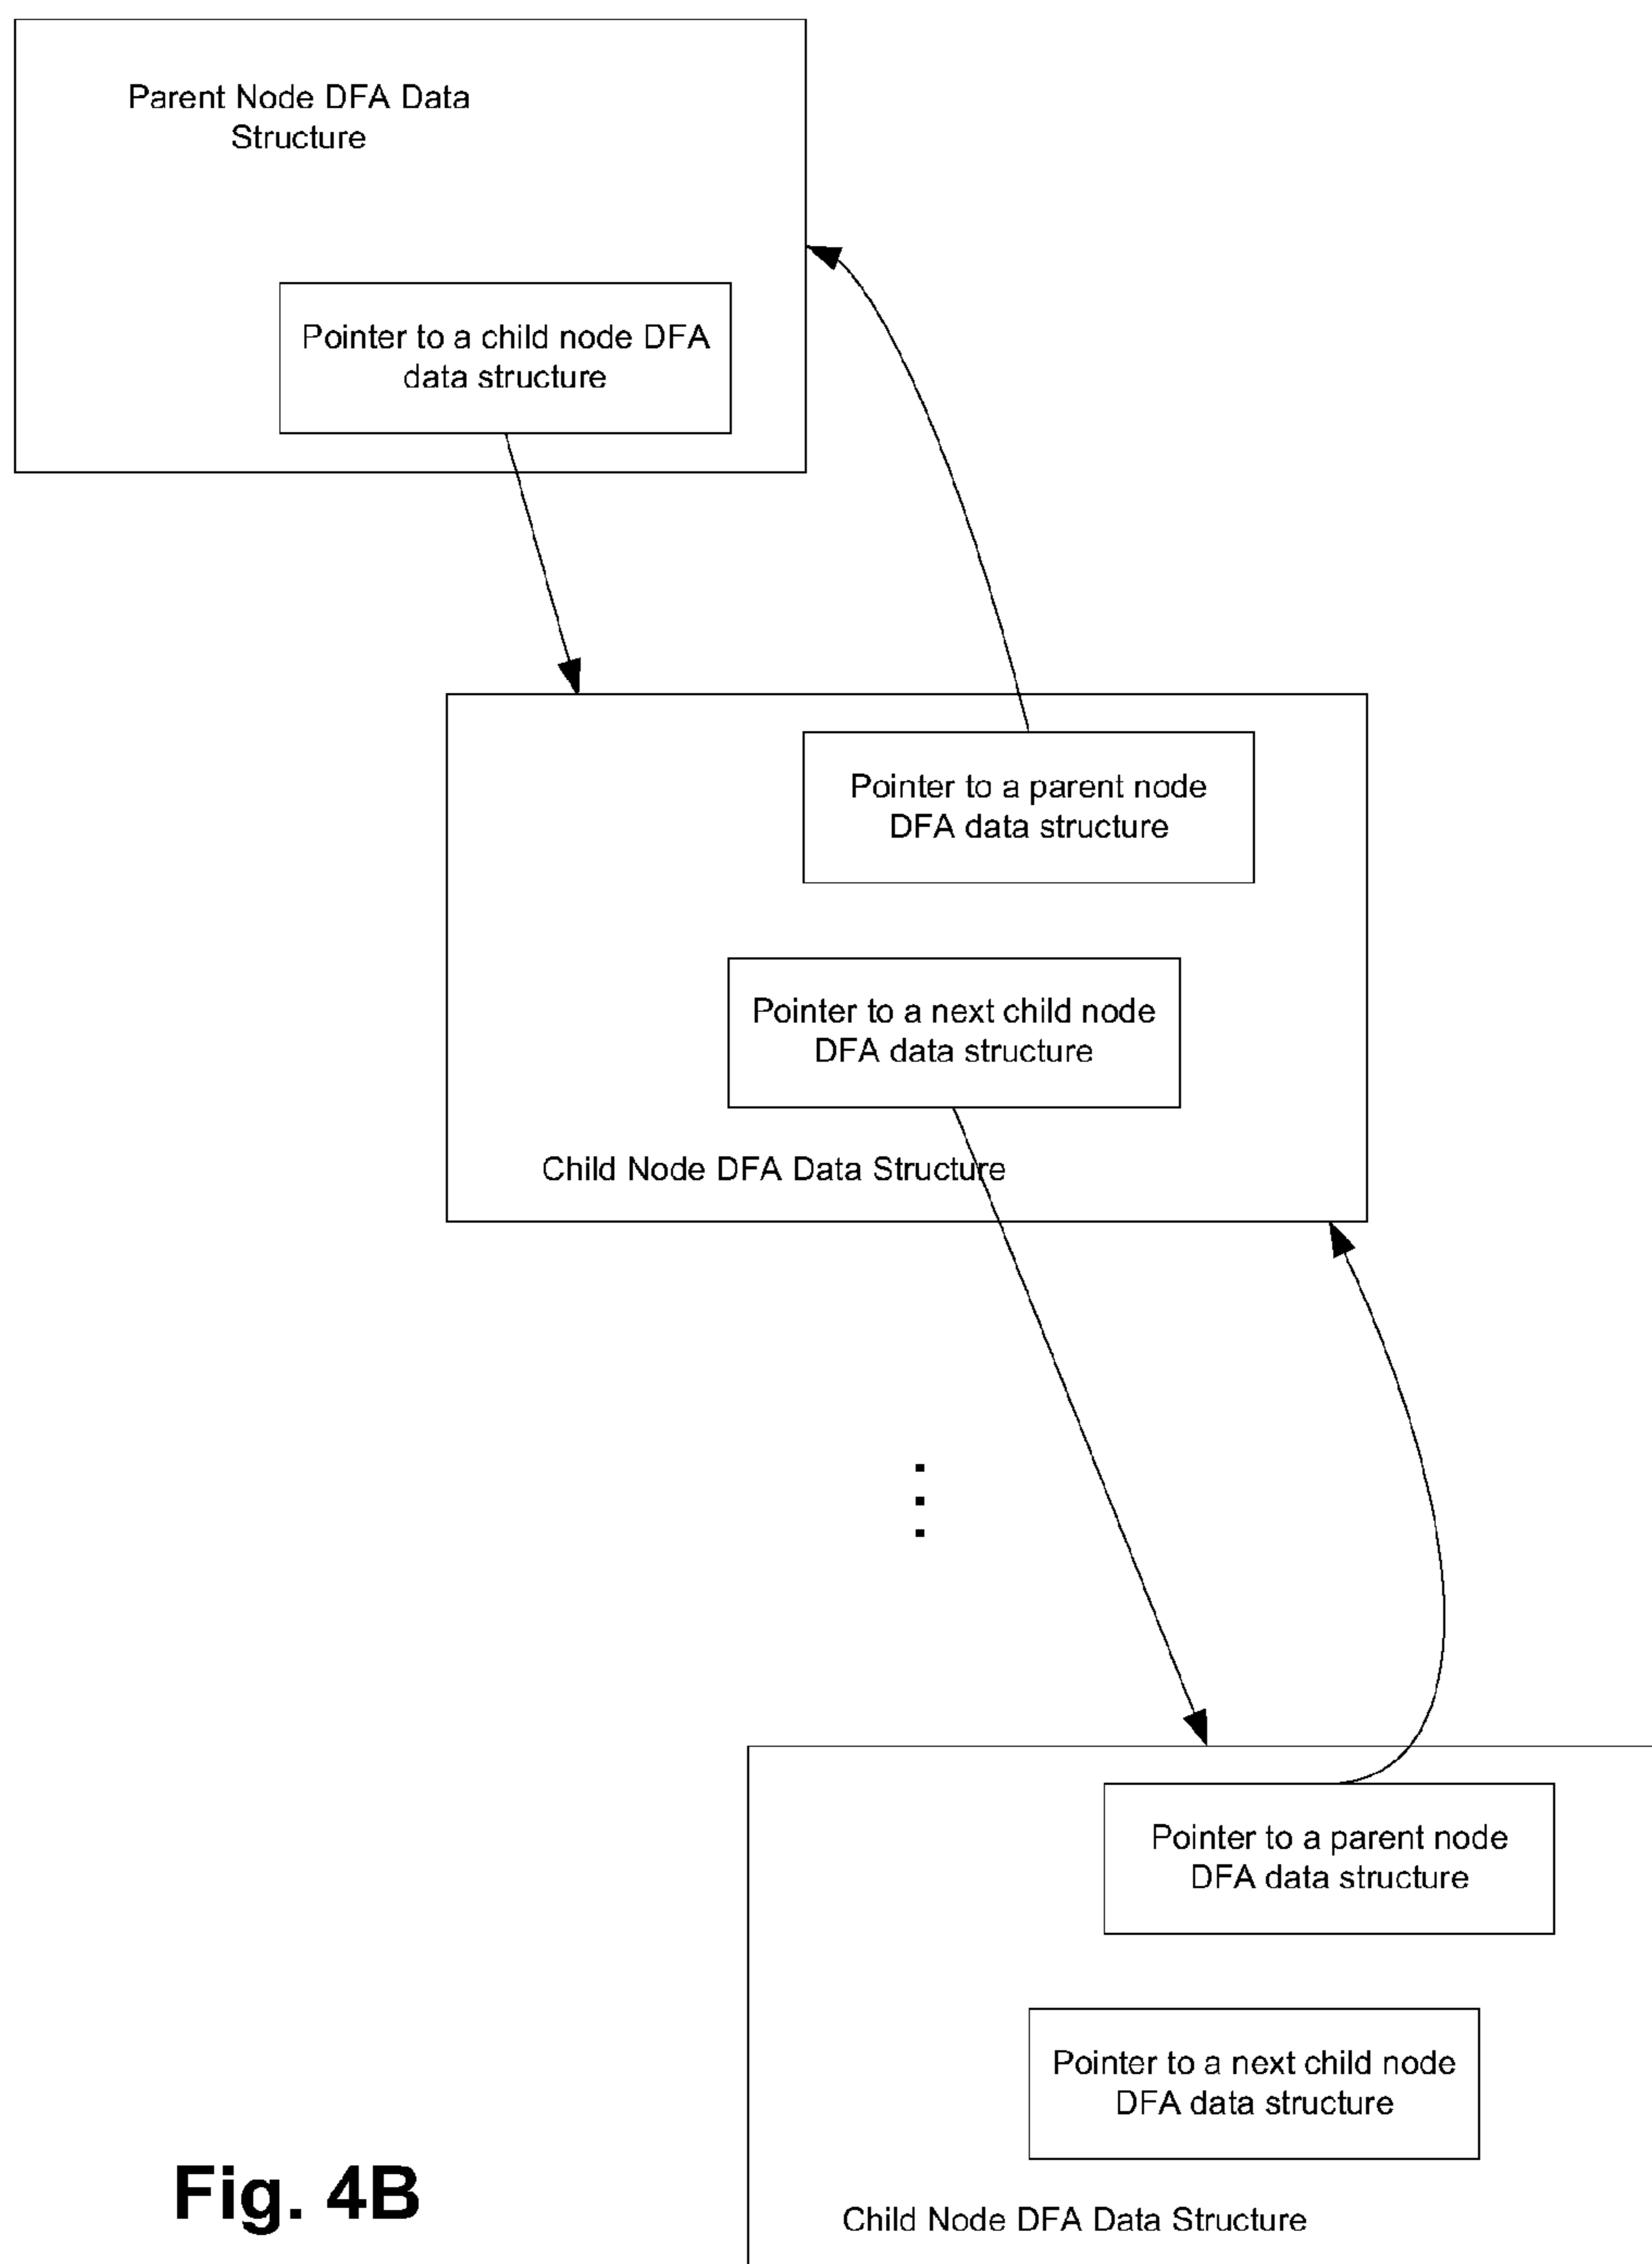 Parent Node DFA Data
Structure
Pointer to a child node DFA
data structure
Pointer to a parent node
DFA data structure
Pointer to a next child node
DFA data structure
Child Node DFA Data Structure
Pointer to a parent node
DFA data structure
Pointer to a next child node
DFA data structure
Child Node DFA Data Structure
Fig. 4B